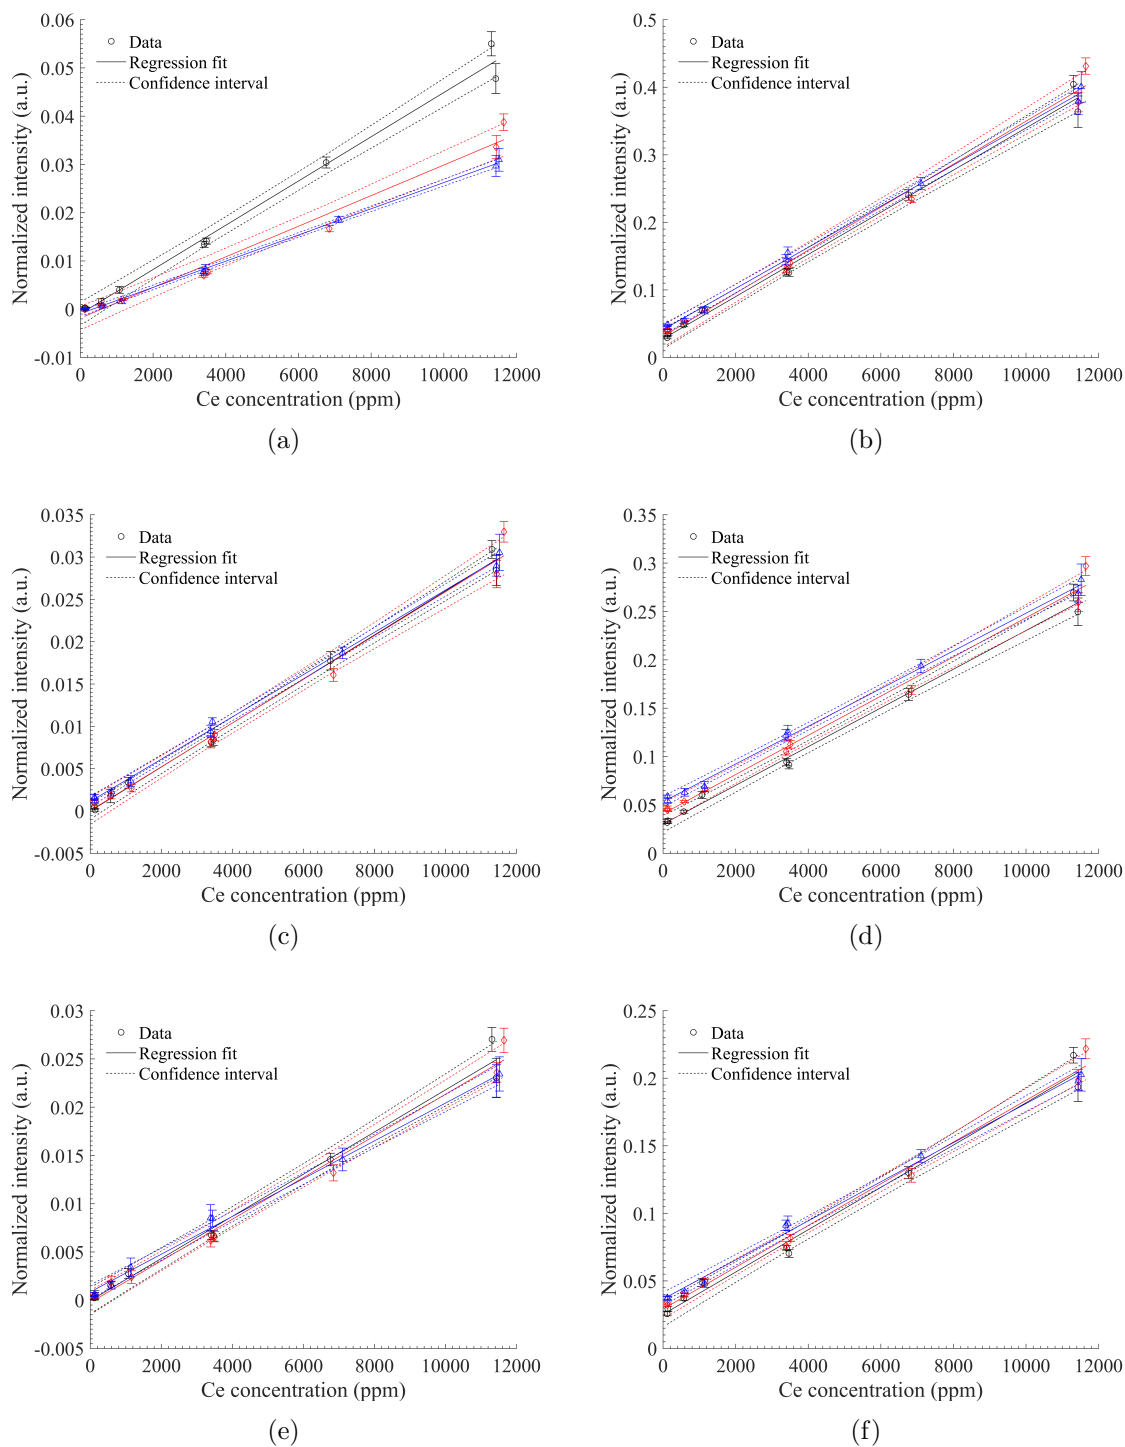 0.06
0.05
0.04
0.03
0.02
0.01
0
-0.01
Normalized intensity (a.u.)
Data
Regression fit
Confidence interval
0 2000 4000 6000 8000 10000 12000
Ce concentration (ppm)
(a)
0.5
0.4
0.3
0.2
0.1
0
Normalized intensity (a.u.)
Data
Regression fit
Confidence interval
0 2000 4000 6000 8000 10000 12000
Ce concentration (ppm)
(b)
0.035
0.03
0.025
0.02
0.015
0.01
0.005
0
-0.005
Normalized intensity (a.u.)
Data
Regression fit
Confidence interval
0 2000 4000 6000 8000 10000 12000
Ce concentration (ppm)
(c)
0.35
0.3
0.25
0.2
0.15
0.1
0.05
0
Normalized intensity (a.u.)
Data
Regression fit
Confidence interval
0 2000 4000 6000 8000 10000 12000
Ce concentration (ppm)
(d)
0.03
0.025
0.02
0.015
0.01
0.005
0
-0.005
Normalized intensity (a.u.)
Data
Regression fit
Confidence interval
0 2000 4000 6000 8000 10000 12000
Ce concentration (ppm)
(e)
0.25
0.2
0.15
0.1
0.05
0
Normalized intensity (a.u.)
Data
Regression fit
Confidence interval
0 2000 4000 6000 8000 10000 12000
Ce concentration (ppm)
(f)